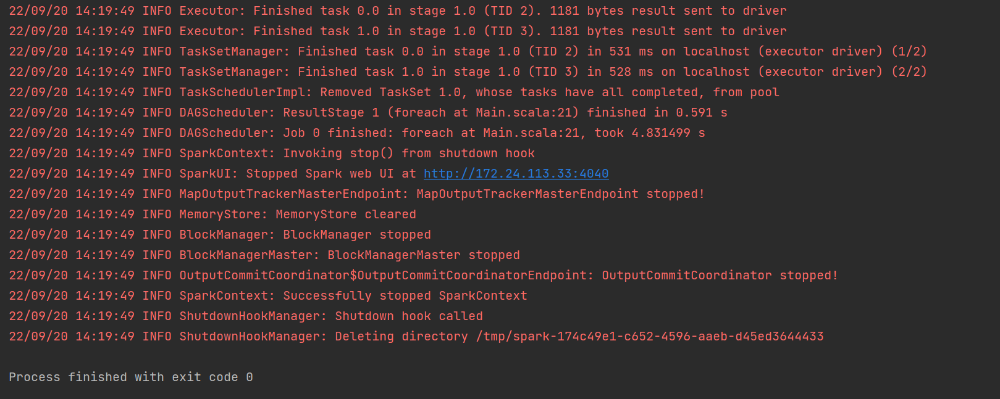 22/09/20 14:19:49 INFO Executor: Finished task 0.0 in stage 1.0 (TID 2). 1181 bytes result sent to driver
22/09/20 14:19:49 INFO Executor: Finished task 1.0 in stage 1.0 (TID 3). 1181 bytes result sent to driver
22/09/20 14:19:49 INFO TaskSetManager: Finished task 0.0 in stage 1.0 (TID 2) in 531 ms on localhost (executor driver) (1/2)
22/09/20 14:19:49 INFO TaskSetManager: Finished task 1.0 in stage 1.0 (TID 3) in 528 ms on localhost (executor driver) (2/2)
22/09/20 14:19:49 INFO TaskSchedulerImpl: Removed TaskSet 1.0, whose tasks have all completed, from pool
22/09/20 14:19:49 INFO DAGScheduler: ResultStage 1 (foreach at Main.scala:21) finished in 0.591 s
22/09/20 14:19:49 INFO DAGScheduler: Job 0 finished: foreach at Main.scala:21, took 4.831499 s
22/09/20 14:19:49 INFO SparkContext: Invoking stop() from shutdown hook
22/09/20 14:19:49 INFO SparkUI: Stopped Spark web UI at http://172.24.113.33:4040
22/09/20 14:19:49 INFO MapOutputTrackerMasterEndpoint: MapOutputTrackerMasterEndpoint stopped!
22/09/20 14:19:49 INFO MemoryStore: MemoryStore cleared
22/09/20 14:19:49 INFO BlockManager: BlockManager stopped
22/09/20 14:19:49 INFO BlockManagerMaster: BlockManagerMaster stopped
22/09/20 14:19:49 INFO OutputCommitCoordinator$OutputCommitCoordinatorEndpoint: OutputCommitCoordinator stopped!
22/09/20 14:19:49 INFO SparkContext: Successfully stopped SparkContext
22/09/20 14:19:49 INFO ShutdownHookManager: Shutdown hook called
22/09/20 14:19:49 INFO ShutdownHookManager: Deleting directory /tmp/spark-174c49e1-c652-4596-aaeb-d45ed3644433
Process finished with exit code 0